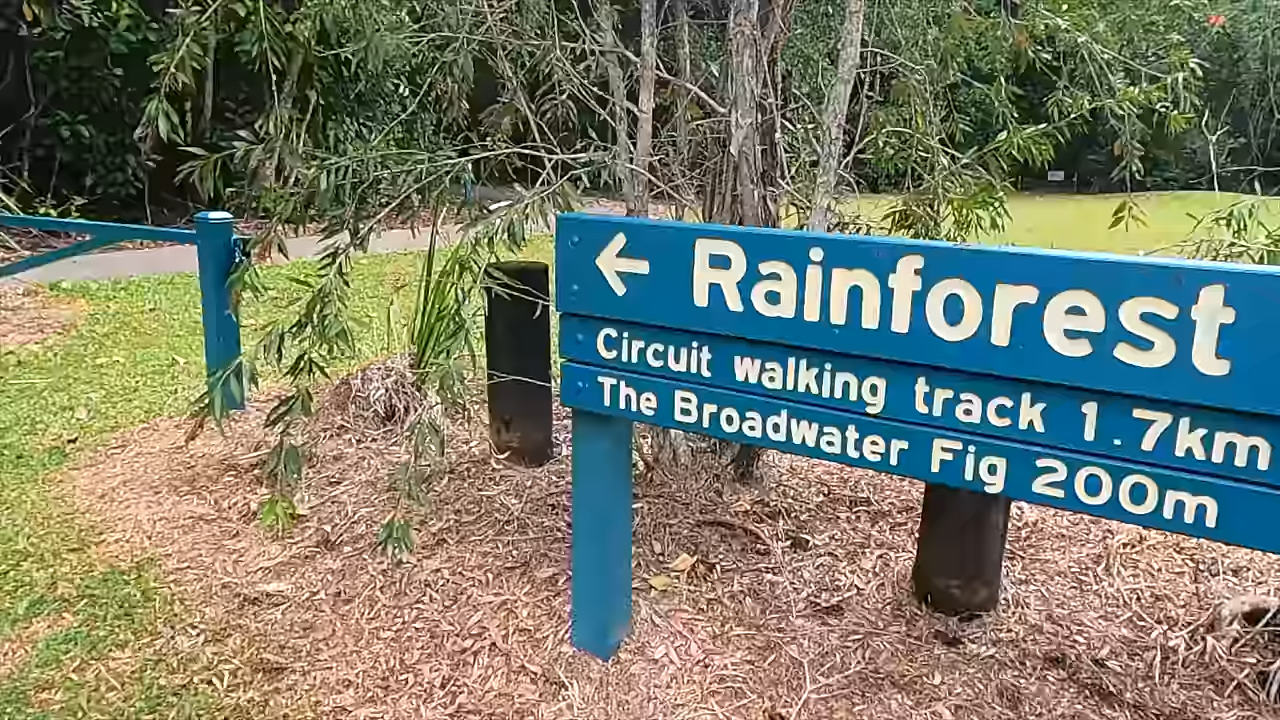 ← Rainforest
Circuit walking track 1.7km
The Broadwater Fig 200m